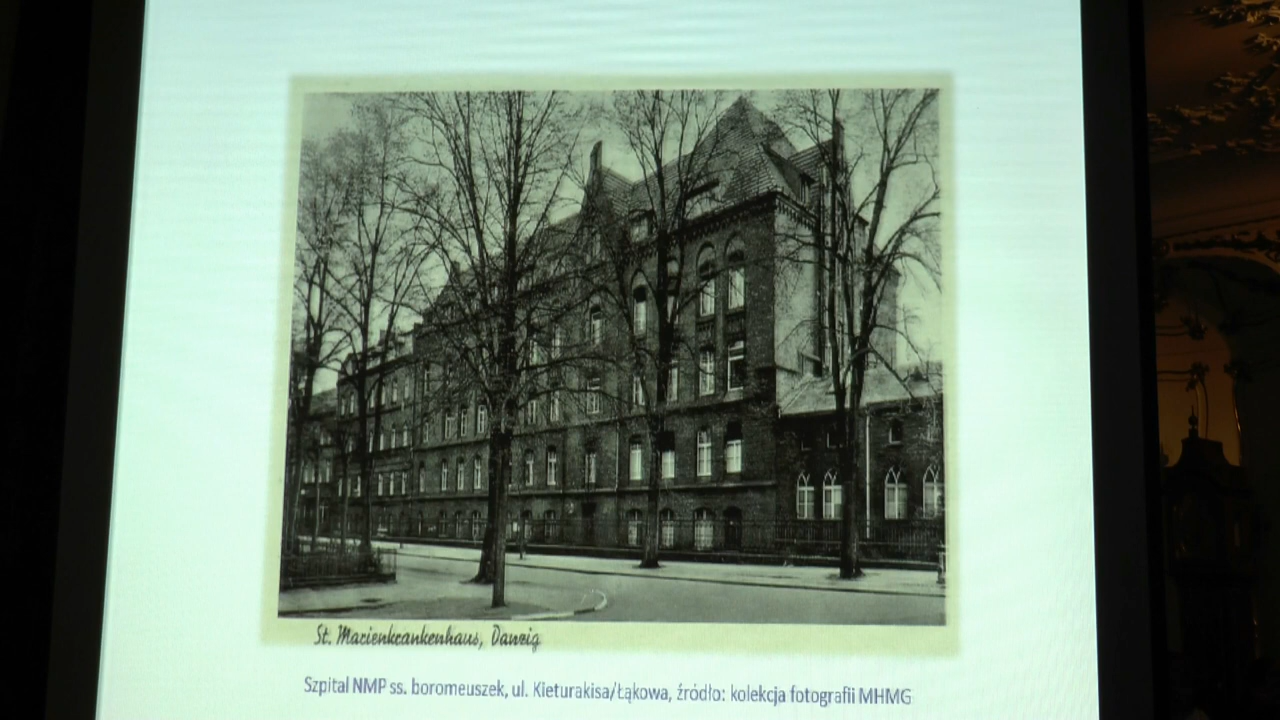 St. Marienkrankenhaus, Danzig
Szpital NMP ss. boromeuszek, ul. Kieturakisa/Łąkowa, źródło: kolekcja fotografii MHMG